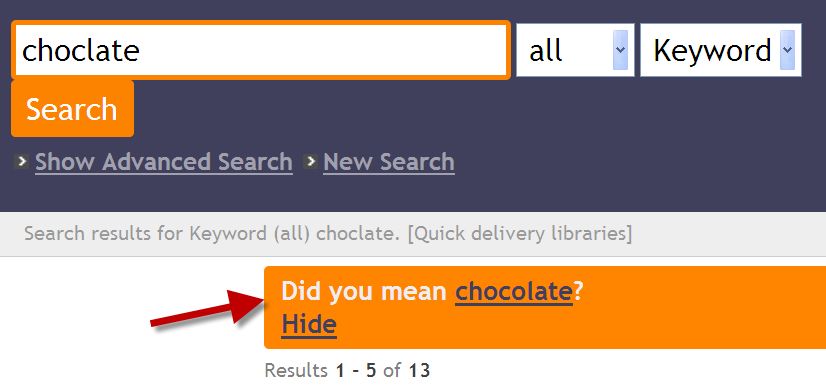 choclate all Keyword
Search
Show Advanced Search New Search
Search results for Keyword (all) choclate. [Quick delivery libraries]
Did you mean chocolate?
Hide
Results 1 - 5 of 13